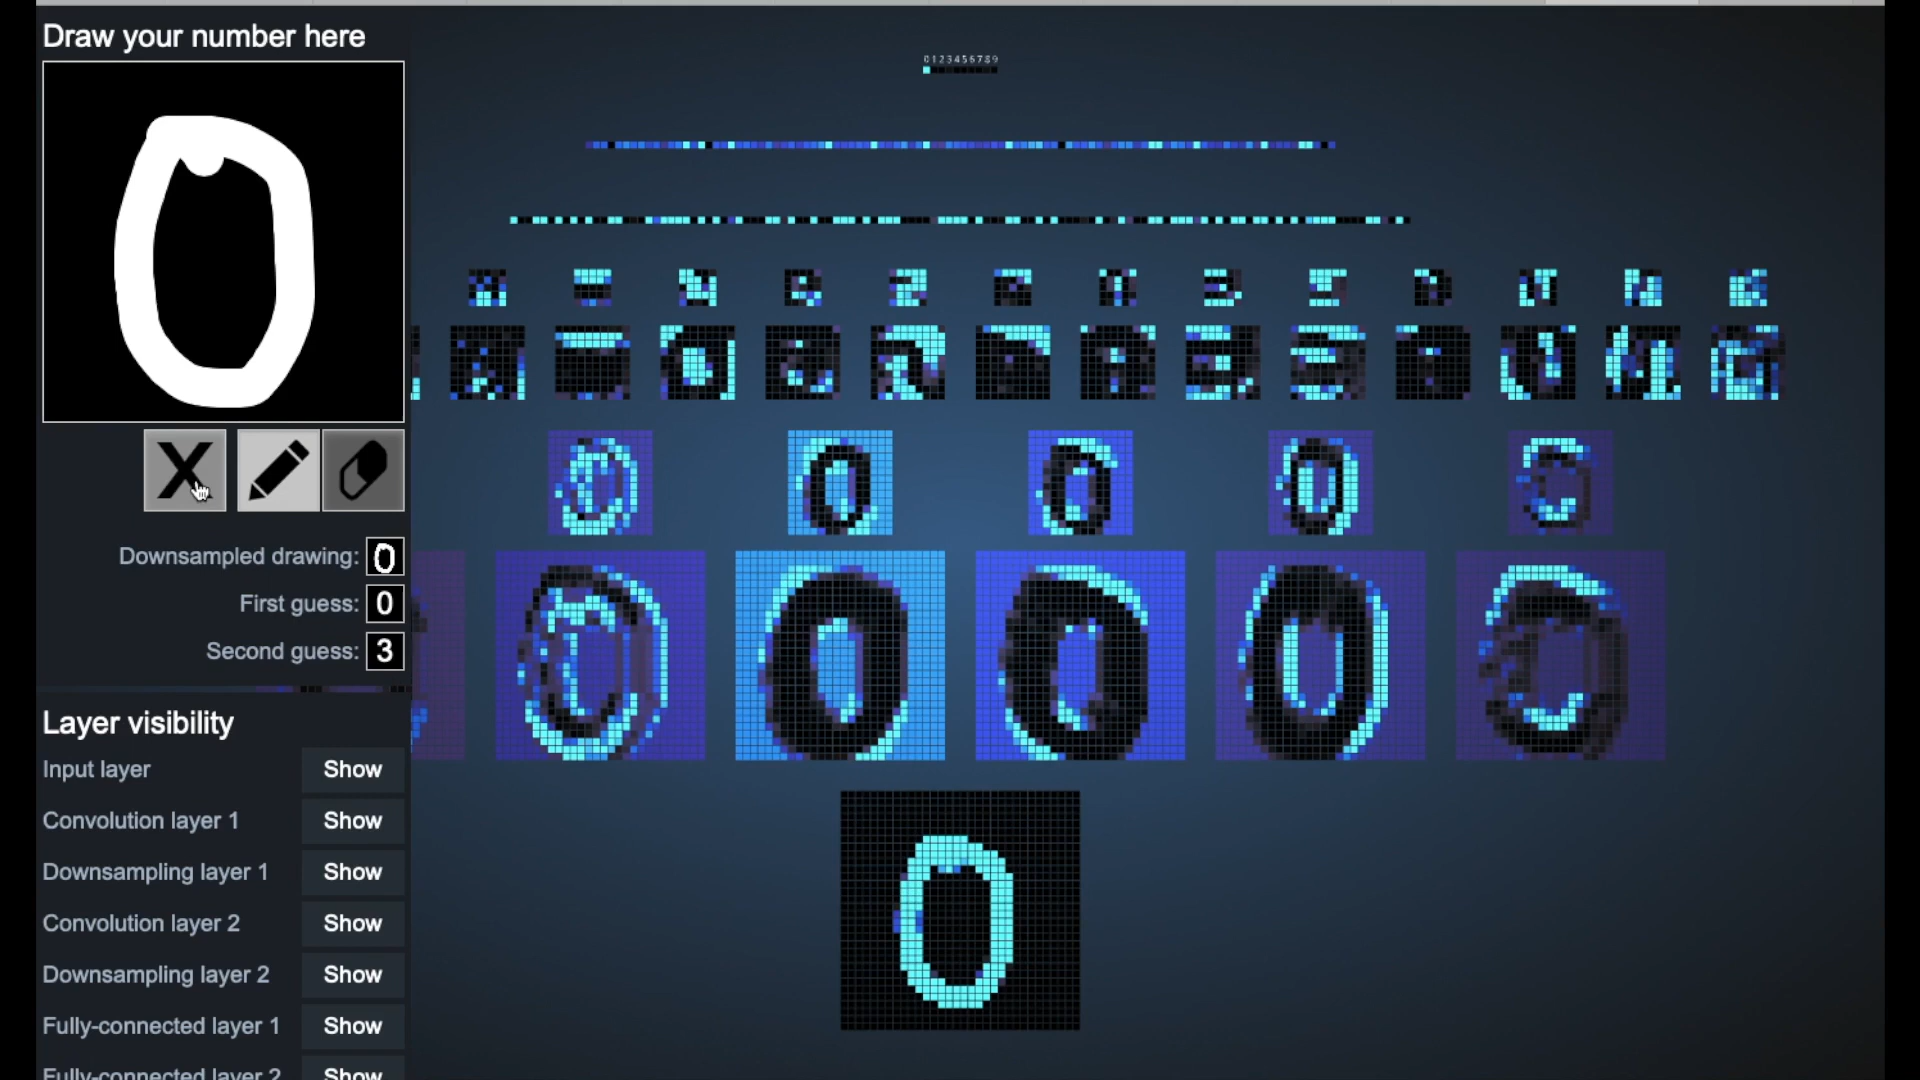 Draw your number here
0123456789
0
X
Downsampled drawing: 0
First guess: 0
Second guess: 3
Layer visibility
Input layer Show
Convolution layer 1 Show
Downsampling layer 1 Show
Convolution layer 2 Show
Downsampling layer 2 Show
Fully-connected layer 1 Show
Fully-connected layer 2 Show
0